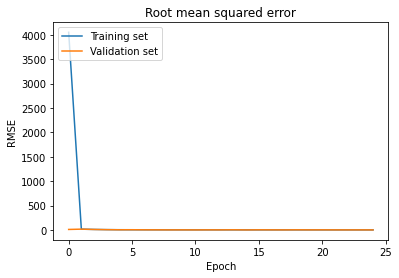 Root mean squared error
Training set
Validation set
4000
3500
3000
2500
2000
1500
1000
500
0
RMSE
0 5 10 15 20 25
Epoch